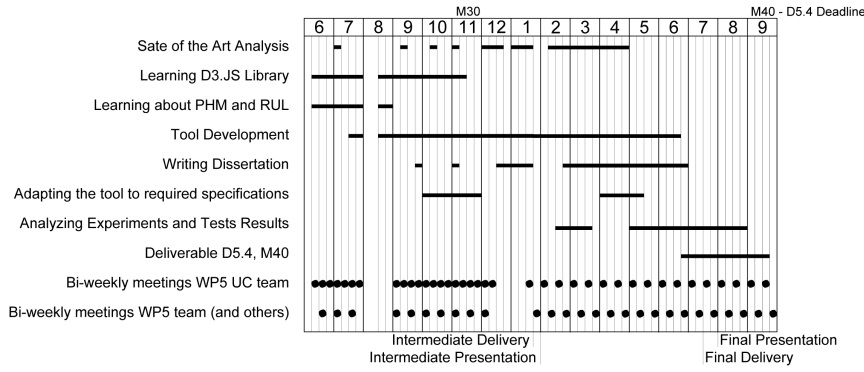 M30
M40 - D5.4 Deadline
6 7 8 9 10 11 12 1 2 3 4 5 6 7 8 9
Sate of the Art Analysis
Learning D3.JS Library
Learning about PHM and RUL
Tool Development
Writing Dissertation
Adapting the tool to required specifications
Analyzing Experiments and Tests Results
Deliverable D5.4, M40
Bi-weekly meetings WP5 UC team
Bi-weekly meetings WP5 team (and others)
Intermediate Delivery
Final Presentation
Intermediate Presentation
Final Delivery